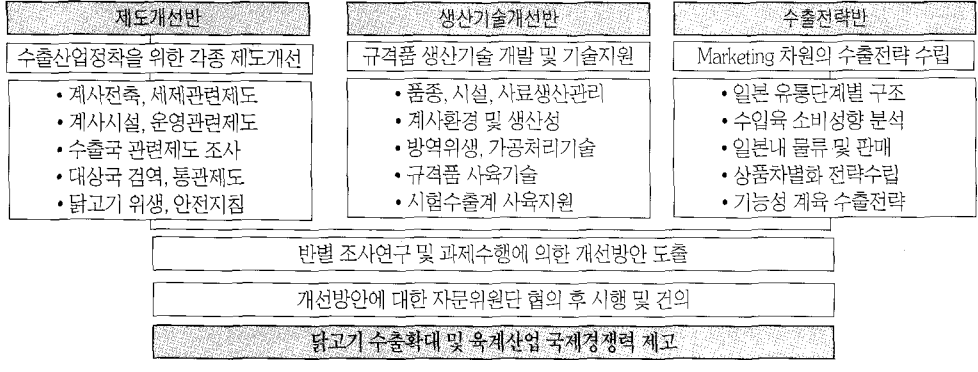 제도개선반
수출산업정착을 위한 각종 제도개선
• 계사전축, 세제관련제도
• 계사시설, 운영관련제도
• 수출국 관련제도 조사
• 대상국 검역, 통관제도
• 닭고기 위생, 안전지침
생산기술개선반
규격품 생산기술 개발 및 기술지원
• 품종, 시설, 사료생산관리
• 계사환경 및 생산성
• 방역위생, 가공처리기술
• 규격품 사육기술
• 시험수출계 사육지원
수출전략반
Marketing 차원의 수출전략 수립
• 일본 유통단계별 구조
• 수입육 소비성향 분석
• 일본내 물류 및 판매
• 상품차별화 전략수립
• 기능성 계육 수출전략
반별 조사연구 및 과제수행에 의한 개선방안 도출
개선방안에 대한 자문위원단 협의 후 시행 및 건의
닭고기 수출확대 및 육계산업 국제경쟁력 제고